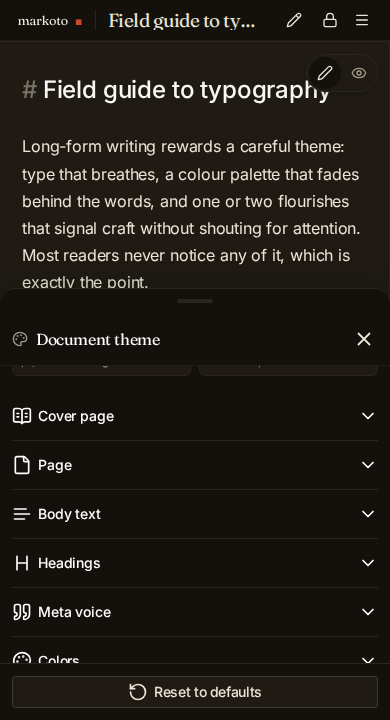 markoto
Field guide to ty...
# Field guide to typography
Long-form writing rewards a careful theme:
type that breathes, a colour palette that fades
behind the words, and one or two flourishes
that signal craft without shouting for attention.
Most readers never notice any of it, which is
exactly the point.
Document theme
Cover page
Page
Body text
Headings
Meta voice
Colors
Reset to defaults